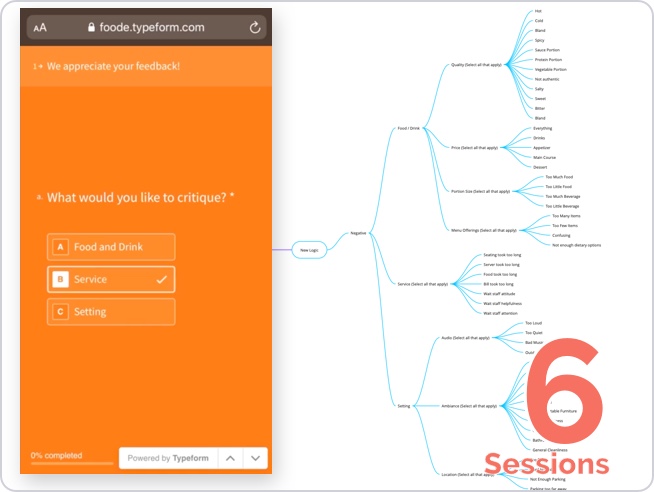 AA
foode.typeform.com
1→ We appreciate your feedback!
a. What would you like to critique? *
A Food and Drink
B Service
C Setting
0% completed
Powered by Typeform
New Logic
Negative
Food / Drink
Quality (Select all that apply)
Hot
Cold
Bland
Spicy
Sauce Portion
Protein Portion
Vegetable Portion
Not authentic
Salty
Sweet
Bitter
Bland
Price (Select all that apply)
Everything
Drinks
Appetizer
Main Course
Dessert
Portion Size (Select all that apply)
Too Much Food
Too Little Food
Too Much Beverage
Too Little Beverage
Menu Offerings (Select all that apply)
Too Many items
Too Few items
Confusing
Not enough dietary options
Service (Select all that apply)
Seating took too long
Server took too long
Food took too long
Bill took too long
Wait staff attitude
Wait staff helpfulness
Wait staff attention
Setting
Audio (Select all that apply)
Too Loud
Too Quiet
Bad Music
Ambiance (Select all that apply)
Furniture
General Cleanliness
Location (Select all that apply)
Not Enough Parking
Parking too far away
6
Sessions